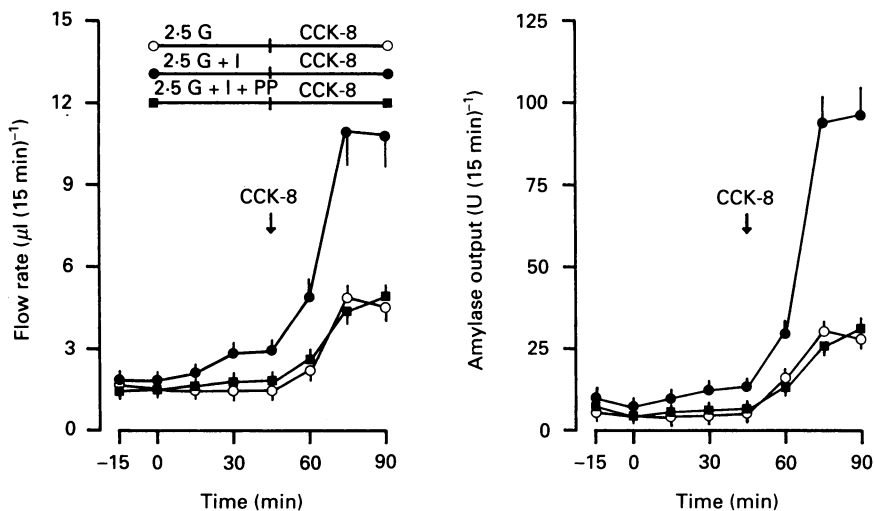 15
12
9
6
3
0
Flow rate (µl (15 min)⁻¹)
2·5 G CCK-8
2·5 G + I CCK-8
2·5 G + I + PP CCK-8
CCK-8
−15 0 30 60 90
Time (min)
125
100
75
50
25
0
Amylase output (U (15 min)⁻¹)
CCK-8
−15 0 30 60 90
Time (min)